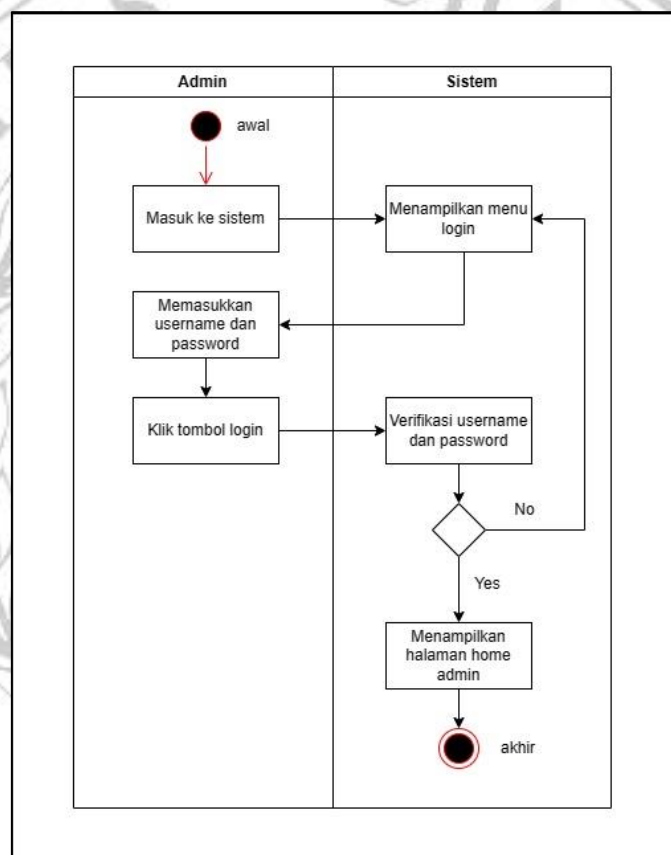 Admin
Sistem
awal
Masuk ke sistem
Menampilkan menu
login
Memasukkan
username dan
password
Klik tombol login
Verifikasi username
dan password
No
Yes
Menampilkan
halaman home
admin
akhir